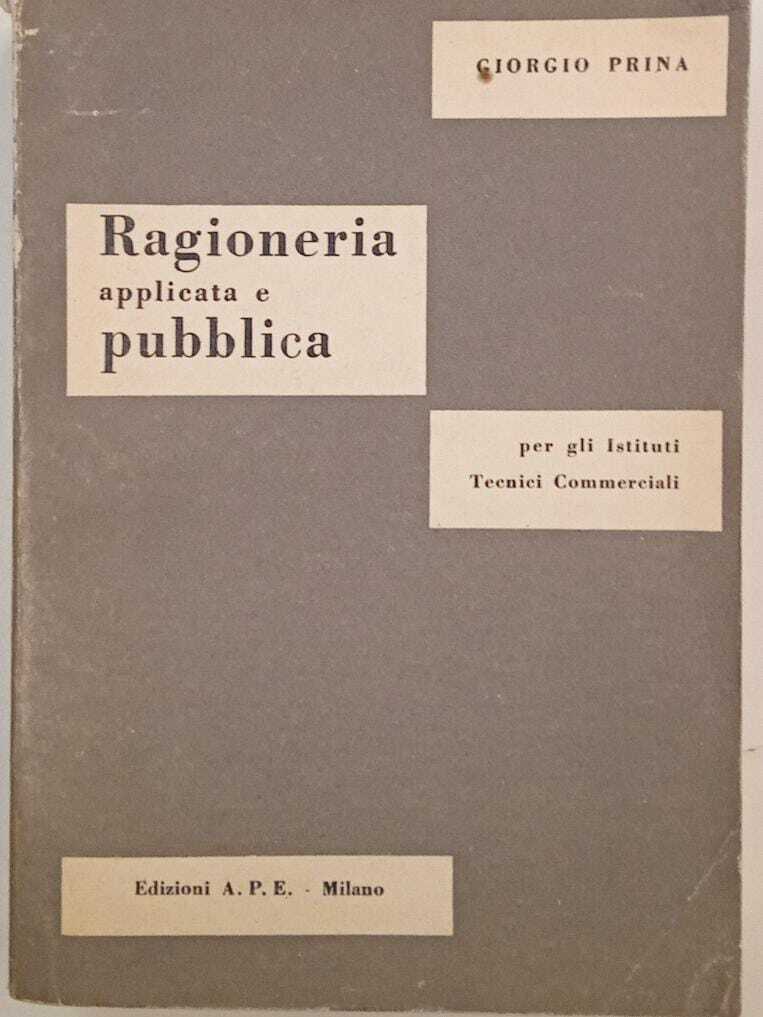 GIORGIO PRINA
Ragioneria
applicata e
pubblica
per gli Istituti
Tecnici Commerciali
Edizioni A. P. E. - Milano